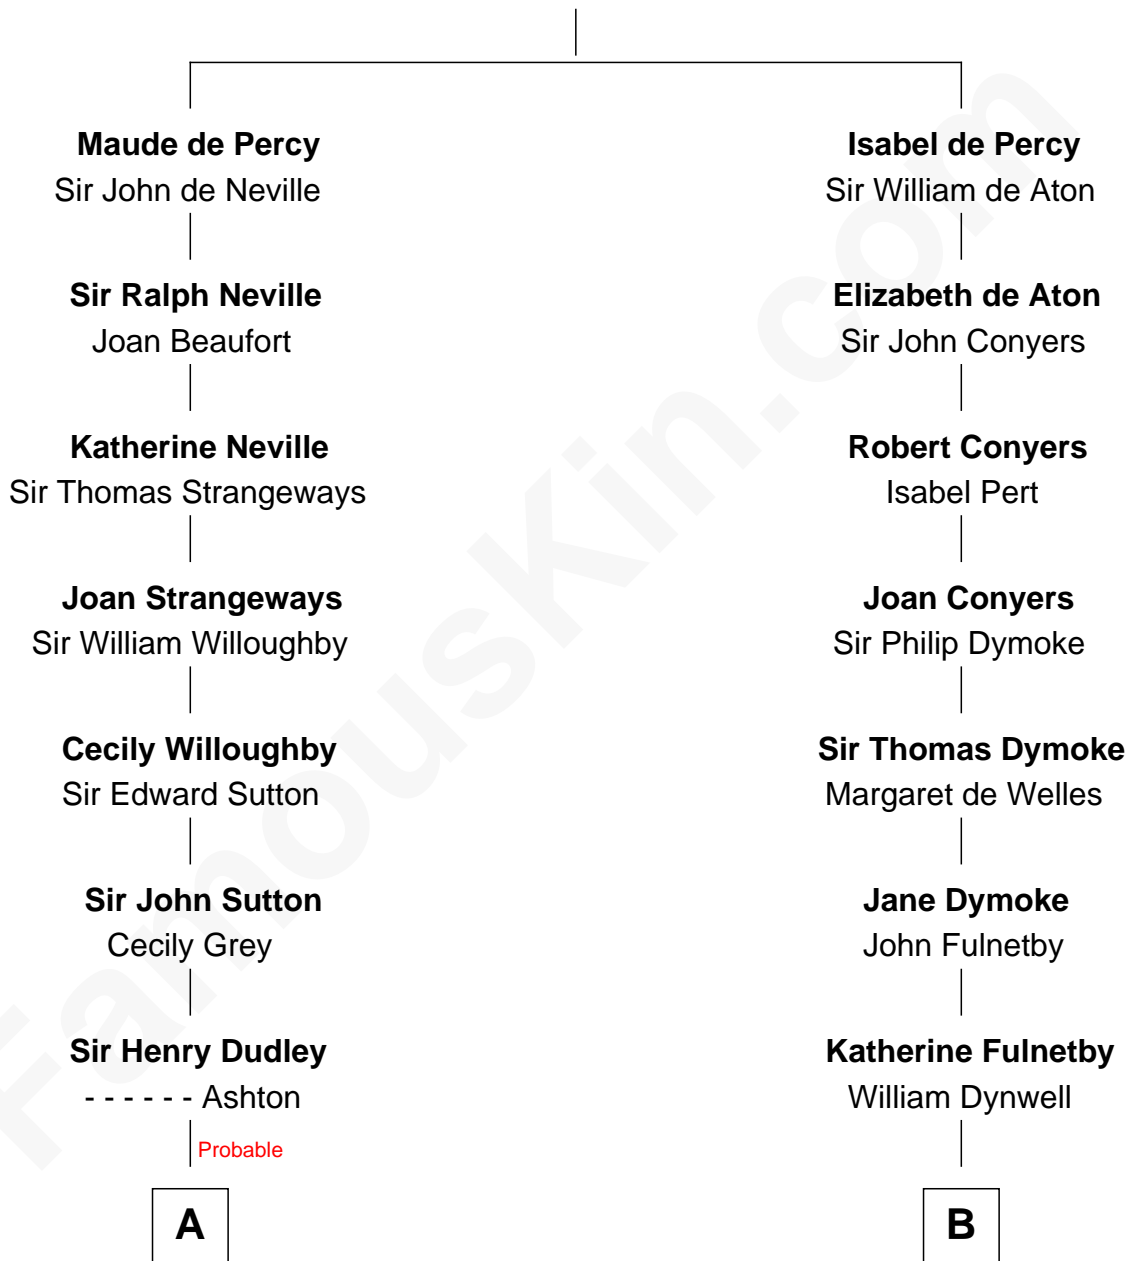 Maude de Percy
Sir John de Neville
Isabel de Percy
Sir William de Aton
Sir Ralph Neville
Joan Beaufort
Elizabeth de Aton
Sir John Conyers
Katherine Neville
Sir Thomas Strangeways
Robert Conyers
Isabel Pert
Joan Strangeways
Sir William Willoughby
Joan Conyers
Sir Philip Dymoke
Cecily Willoughby
Sir Edward Sutton
Sir Thomas Dymoke
Margaret de Welles
Sir John Sutton
Cecily Grey
Jane Dymoke
John Fulnetby
Sir Henry Dudley
- - - - - - Ashton
Katherine Fulnetby
William Dynwell
Probable
A
B
FamousKin.com